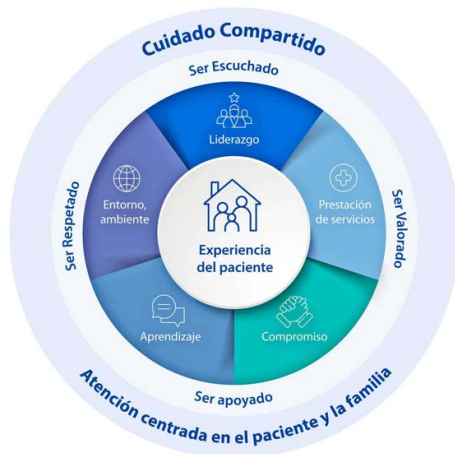 Cuidado Compartido
Ser Escuchado
Liderazgo
Entorno,
ambiente
Prestación
de servicios
Ser Respetado
Ser Valorado
Experiencia
del paciente
Aprendizaje
Compromiso
Ser apoyado
Atención centrada en el paciente y la familia